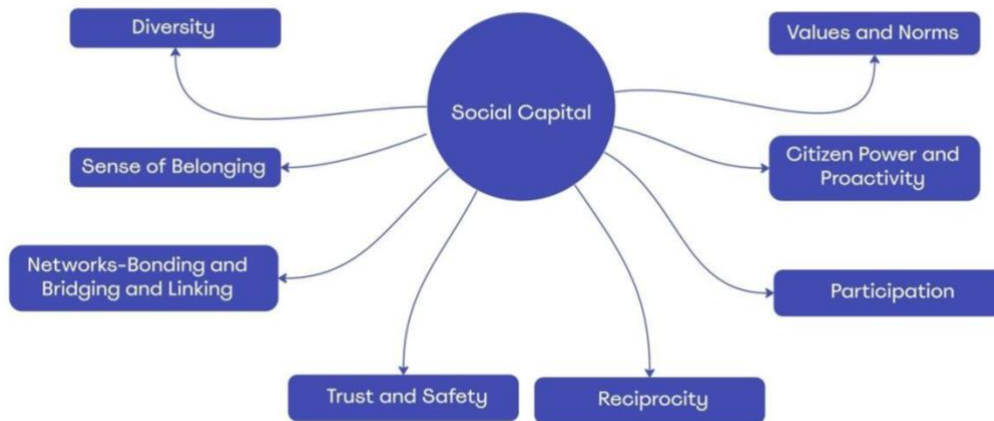 Diversity
Values and Norms
Social Capital
Sense of Belonging
Citizen Power and
Proactivity
Networks-Bonding and
Bridging and Linking
Participation
Trust and Safety
Reciprocity